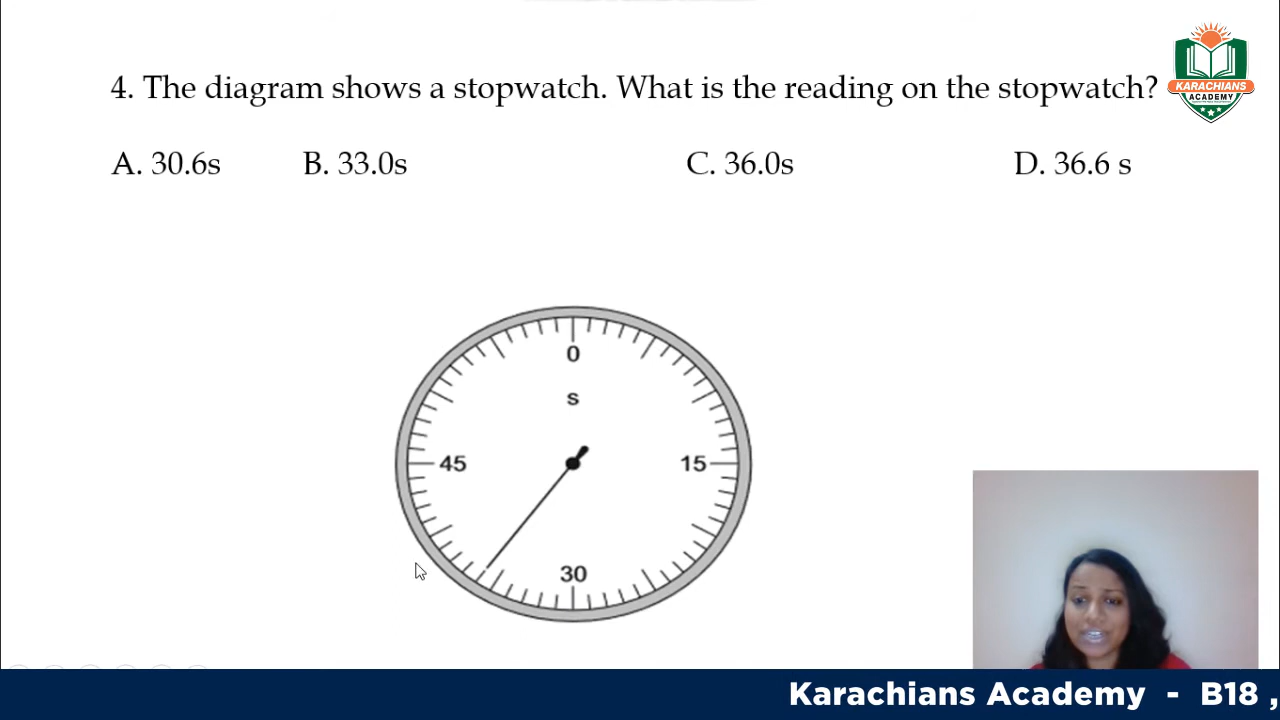 4. The diagram shows a stopwatch. What is the reading on the stopwatch?
KARACHIANS
ACADEMY
A. 30.6s B. 33.0s C. 36.0s D. 36.6 s
0
s
45 15
30
Karachians Academy - B18 ,